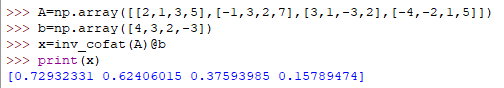 >>> A=np.array([[2,1,3,5],[-1,3,2,7],[3,1,-3,2],[-4,-2,1,5]])
>>> b=np.array([4,3,2,-3])
>>> x=inv_cofat(A)@b
>>> print(x)
[0.72932331 0.62406015 0.37593985 0.15789474]